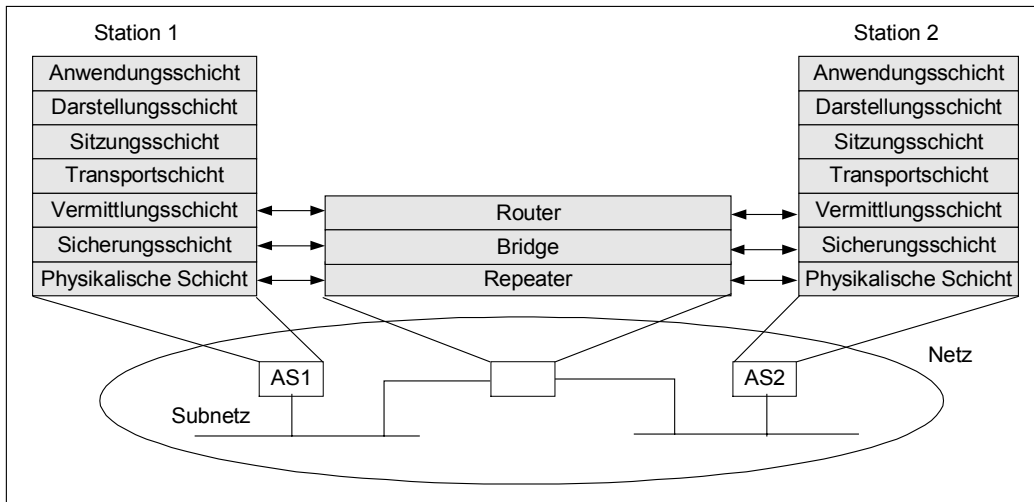 Station 1
Station 2
Anwendungsschicht
Darstellungsschicht
Sitzungsschicht
Transportschicht
Vermittlungsschicht
Sicherungsschicht
Physikalische Schicht
Router
Bridge
Repeater
Anwendungsschicht
Darstellungsschicht
Sitzungsschicht
Transportschicht
Vermittlungsschicht
Sicherungsschicht
Physikalische Schicht
Netz
AS1
AS2
Subnetz